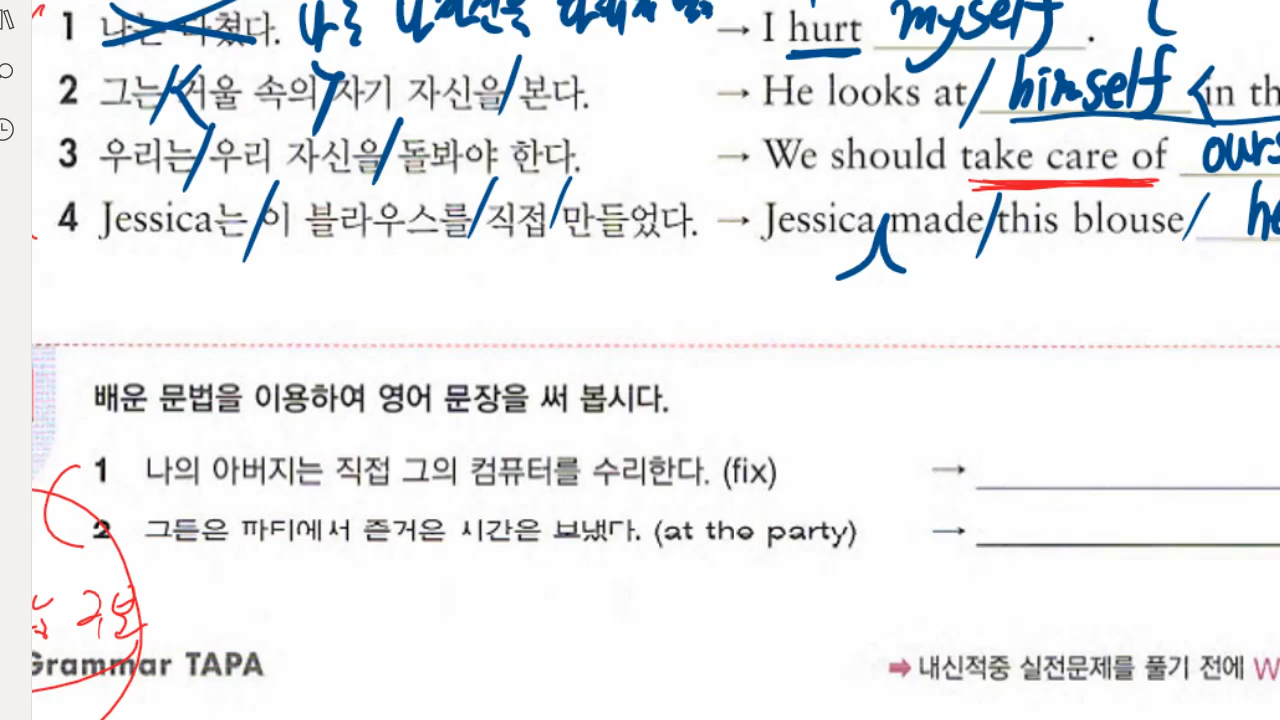 1 나는 다쳤다. 나는 → I hurt myself.
2 그는 거울 속의 자기 자신을 본다. → He looks at himself in th
3 우리는 우리 자신을 돌봐야 한다. → We should take care of ours
4 Jessica는 이 블라우스를 직접 만들었다. → Jessica made this blouse he
배운 문법을 이용하여 영어 문장을 써 봅시다.
1 나의 아버지는 직접 그의 컴퓨터를 수리한다. (fix) →
2 그들은 파티에서 즐거운 시간을 보냈다. (at the party) →
Grammar TAPA
➡ 내신적중 실전문제를 풀기 전에 W